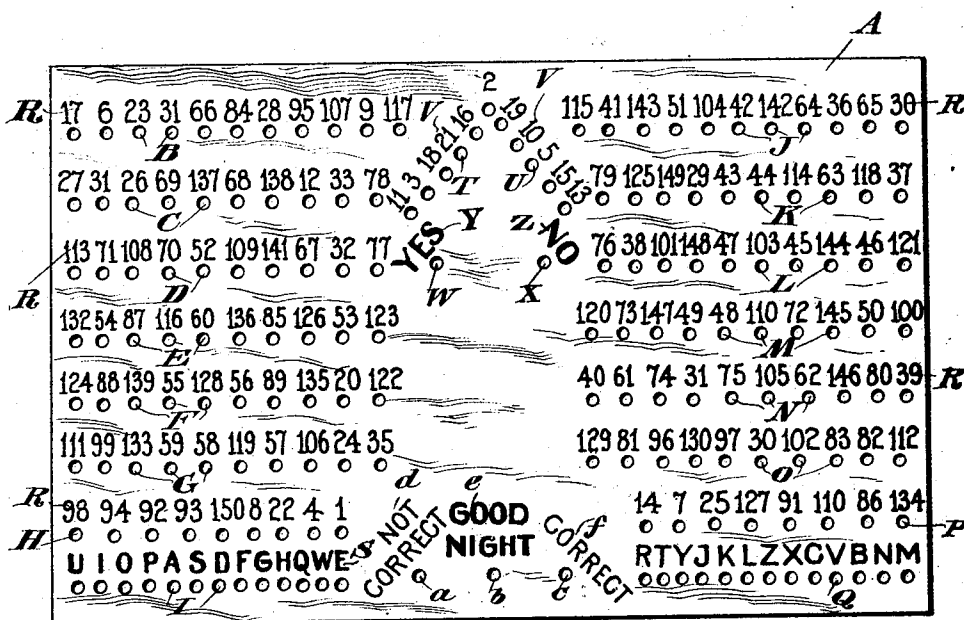 A
R 17 6 23 31 66 84 28 95 107 9 117
B
V 11 3 18 21 16 2 19 10 5 15 13 V
T U
115 41 143 51 104 42 142 64 36 65 30 R
J
27 31 26 69 137 68 138 12 33 78
C
79 125 149 29 43 44 114 63 118 37
K
YES Y Z NO
W X
R 113 71 108 70 52 109 141 67 32 77
D
76 38 101 148 47 103 45 144 46 121
L
132 54 87 116 60 136 85 126 53 123
E
120 73 147 49 48 110 72 145 50 100
M
124 88 139 55 128 56 89 135 20 122
F
40 61 74 31 75 105 62 146 80 39 R
N
111 99 133 59 58 119 57 106 24 35
G
129 81 96 130 97 30 102 83 82 112
O
R 98 94 92 93 150 8 22 4 1
H
14 7 25 127 91 110 86 134
P
U I O P A S D F G H Q W E
I
d e f
NOT
CORRECT
GOOD
NIGHT
CORRECT
a b c
R T Y J K L Z X C V B N M
Q